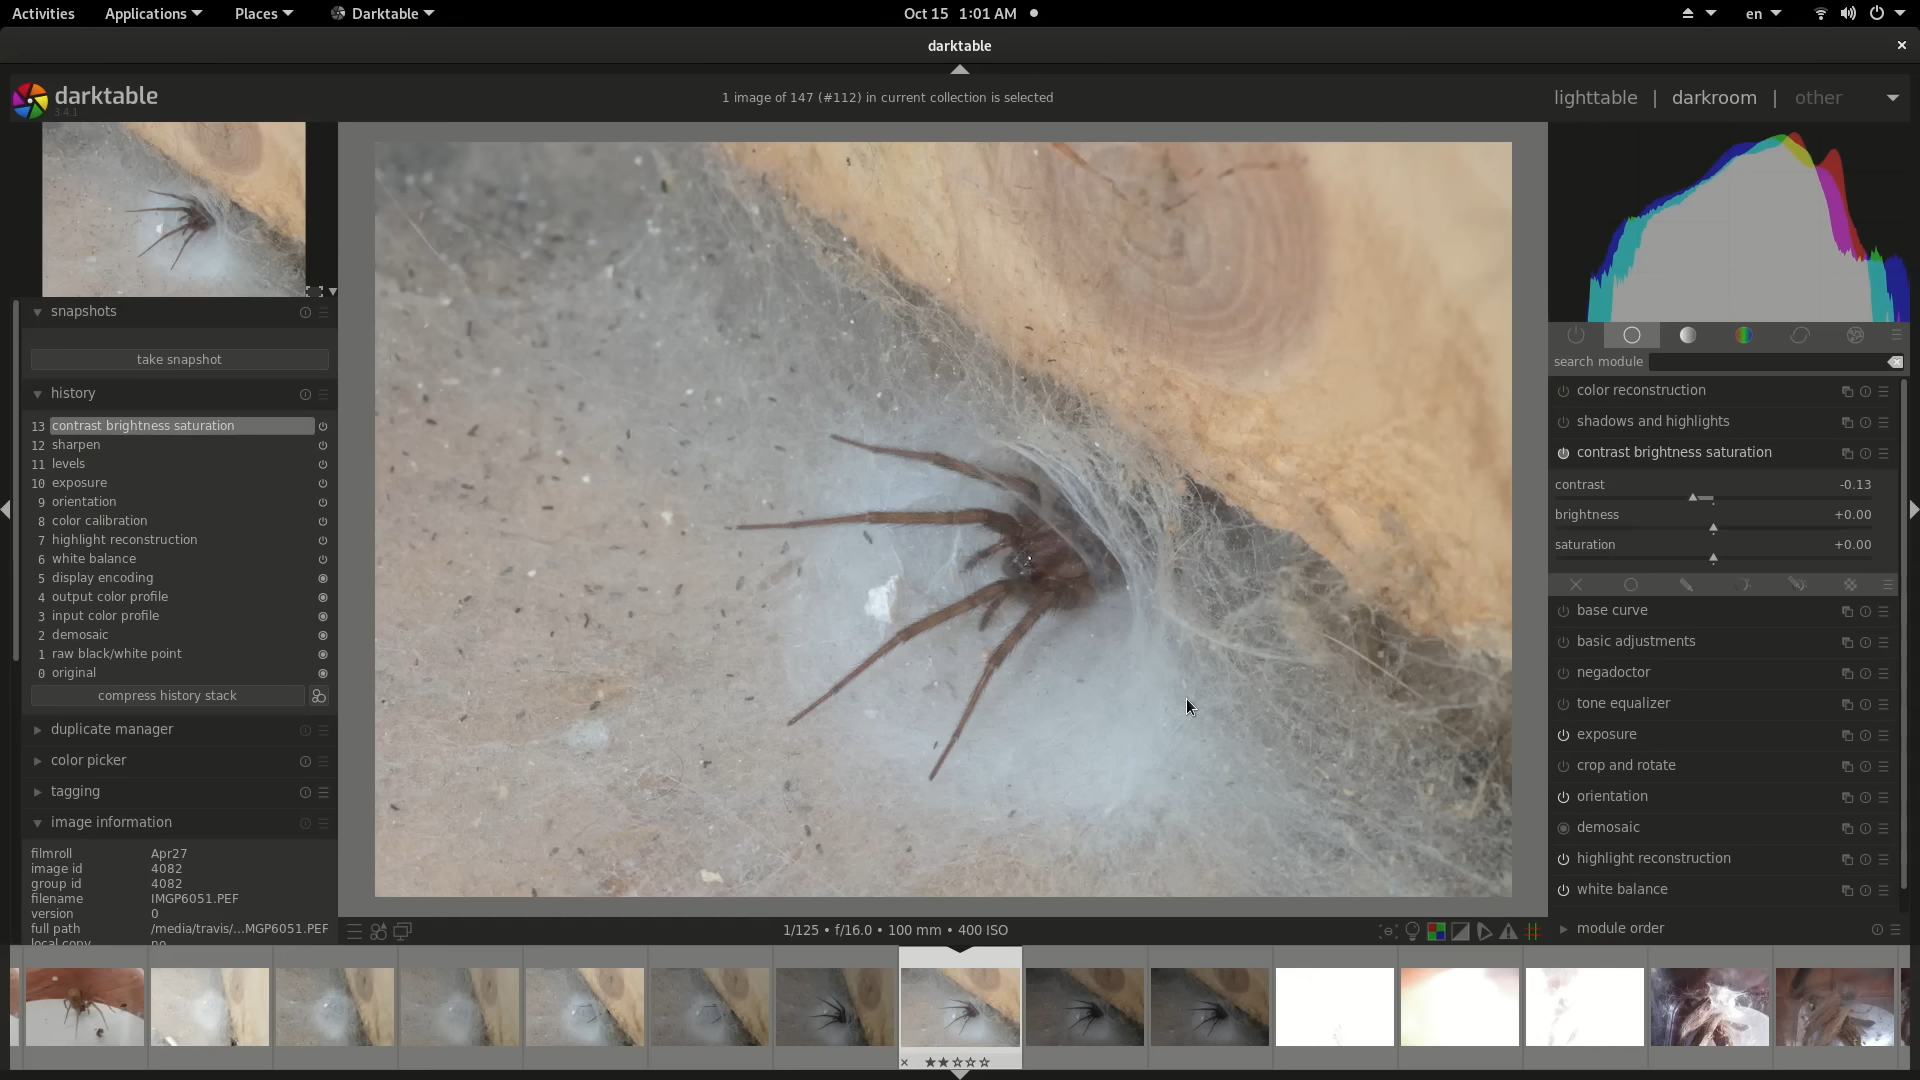 Activities Applications Places Darktable Oct 15 1:01 AM en
darktable
darktable
3.4.1
1 image of 147 (#112) in current collection is selected
lighttable | darkroom | other
snapshots
take snapshot
history
13 contrast brightness saturation
12 sharpen
11 levels
10 exposure
9 orientation
8 color calibration
7 highlight reconstruction
6 white balance
5 display encoding
4 output color profile
3 input color profile
2 demosaic
1 raw black/white point
0 original
compress history stack
duplicate manager
color picker
tagging
image information
filmroll Apr27
image id 4082
group id 4082
filename IMGP6051.PEF
version 0
full path /media/travis/...MGP6051.PEF
local copy no
1/125 • f/16.0 • 100 mm • 400 ISO
search module
color reconstruction
shadows and highlights
contrast brightness saturation
contrast -0.13
brightness +0.00
saturation +0.00
base curve
basic adjustments
negadoctor
tone equalizer
exposure
crop and rotate
orientation
demosaic
highlight reconstruction
white balance
module order